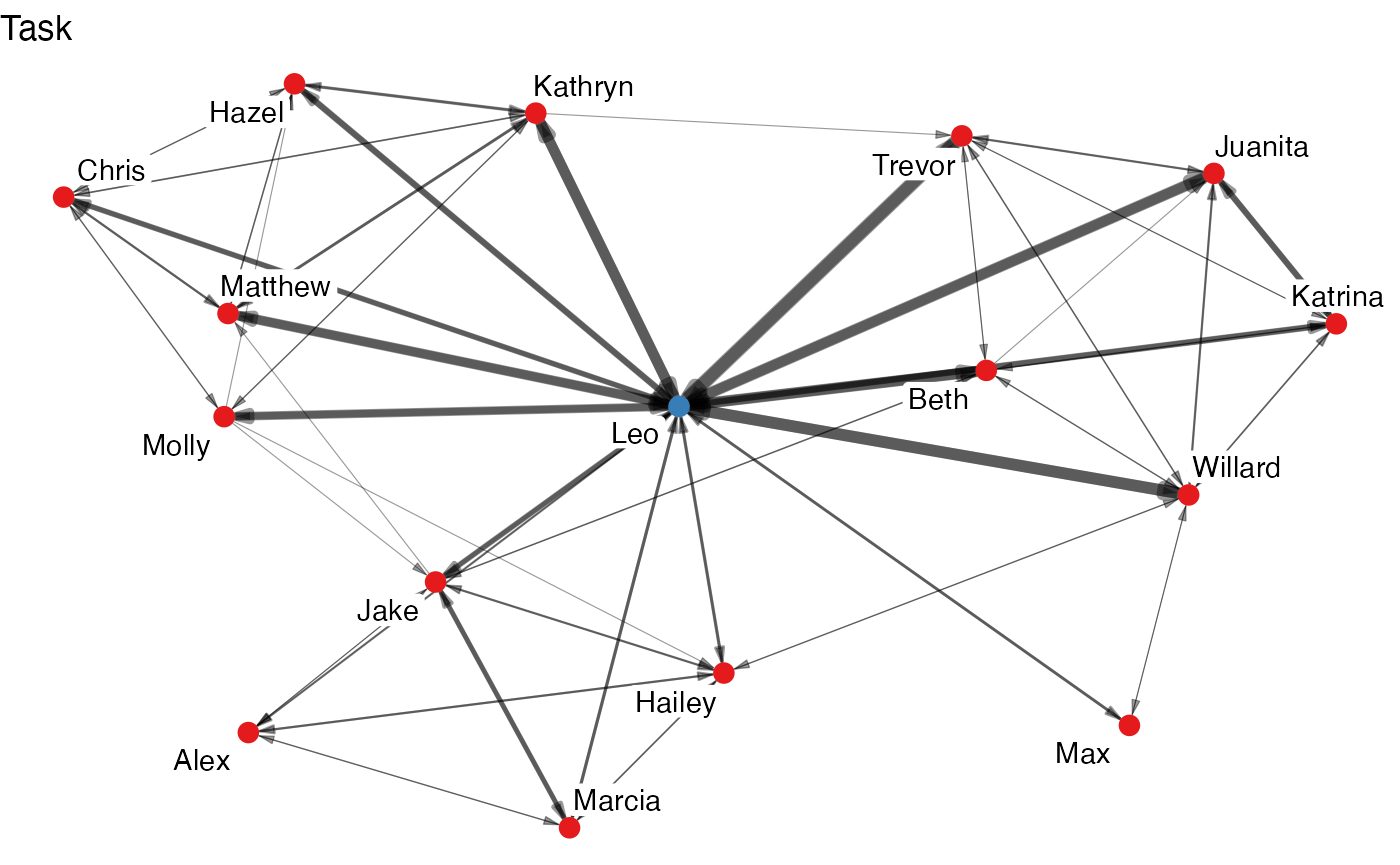 Task
Kathryn
Hazel
Juanita
Trevor
Chris
Matthew
Katrina
Beth
Leo
Molly
Willard
Jake
Hailey
Max
Alex
Marcia